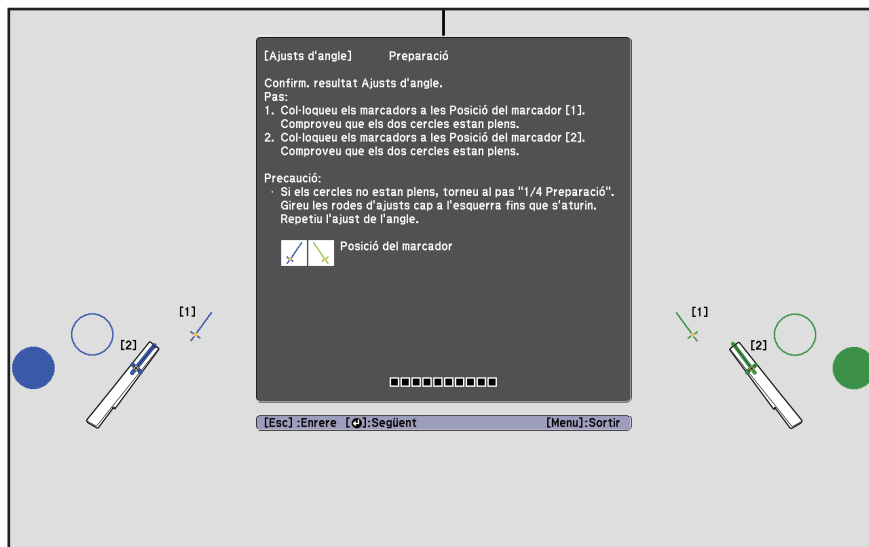 [Ajusts d'angle] Preparació
Confirm. resultat Ajusts d'angle.
Pas:
1. Col·loqueu els marcadors a les Posició del marcador [1].
Comproveu que els dos cercles estan plens.
2. Col·loqueu els marcadors a les Posició del marcador [2].
Comproveu que els dos cercles estan plens.
Precaució:
· Si els cercles no estan plens, torneu al pas "1/4 Preparació".
Gireu les rodes d'ajusts cap a l'esquerra fins que s'aturin.
Repetiu l'ajust de l'angle.
Posició del marcador
[1] [1]
[2] [2]
[Esc] :Enrere [↵]:Següent [Menu]:Sortir